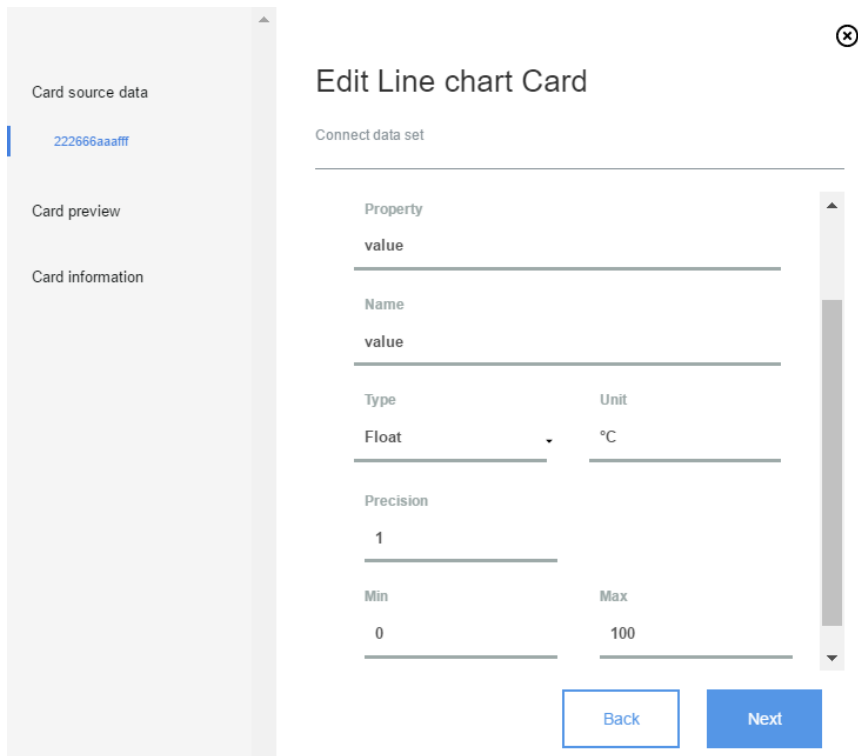 Card source data
222666aaafff
Card preview
Card information
Edit Line chart Card
Connect data set
Property
value
Name
value
Type Unit
Float °C
Precision
1
Min Max
0 100
Back Next